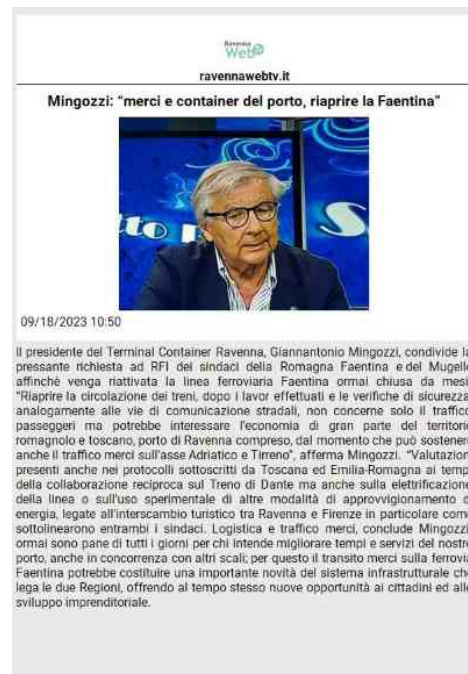 Ravenna
Web
ravennawebtv.it
Mingozzi: “merci e container del porto, riaprire la Faentina”
tto
S
09/18/2023 10:50
Il presidente del Terminal Container Ravenna, Giannantonio Mingozzi, condivide la
pressante richiesta ad RFI dei sindaci della Romagna Faentina e del Mugello
affinchè venga riattivata la linea ferroviaria Faentina ormai chiusa da mesi.
“Riaprire la circolazione dei treni, dopo i lavor effettuati e le verifiche di sicurezza,
analogamente alle vie di comunicazione stradali, non concerne solo il traffico
passeggeri ma potrebbe interessare l'economia di gran parte del territorio
romagnolo e toscano, porto di Ravenna compreso, dal momento che può sostenere
anche il traffico merci sull'asse Adriatico e Tirreno”, afferma Mingozzi. “Valutazioni
presenti anche nei protocolli sottoscritti da Toscana ed Emilia-Romagna ai tempi
della collaborazione reciproca sul Treno di Dante ma anche sulla elettrificazione
della linea o sull'uso sperimentale di altre modalità di approvvigionamento d
energia, legate all'interscambio turistico tra Ravenna e Firenze in particolare come
sottolinearono entrambi i sindaci. Logistica e traffico merci, conclude Mingozzi,
ormai sono pane di tutti i giorni per chi intende migliorare tempi e servizi del nostro
porto, anche in concorrenza con altri scali; per questo il transito merci sulla ferrovia
Faentina potrebbe costituire una importante novità del sistema infrastrutturale che
lega le due Regioni, offrendo al tempo stesso nuove opportunità ai cittadini ed allo
sviluppo imprenditoriale.